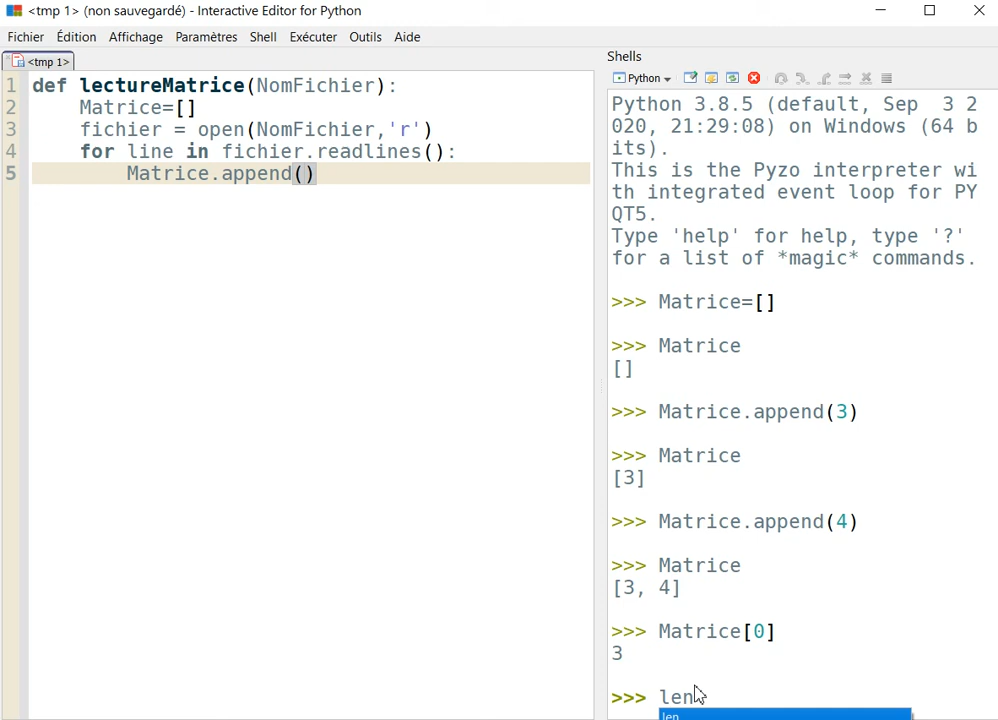 <tmp 1> (non sauvegardé) - Interactive Editor for Python
Fichier Édition Affichage Paramètres Shell Exécuter Outils Aide
<tmp 1>
1 def lectureMatrice(NomFichier):
2     Matrice=[]
3     fichier = open(NomFichier,'r')
4     for line in fichier.readlines():
5         Matrice.append()
Shells
Python
Python 3.8.5 (default, Sep  3 2
020, 21:29:08) on Windows (64 b
its).
This is the Pyzo interpreter wi
th integrated event loop for PY
QT5.
Type 'help' for help, type '?'
for a list of *magic* commands.
>>> Matrice=[]
>>> Matrice
[]
>>> Matrice.append(3)
>>> Matrice
[3]
>>> Matrice.append(4)
>>> Matrice
[3, 4]
>>> Matrice[0]
3
>>> len
len